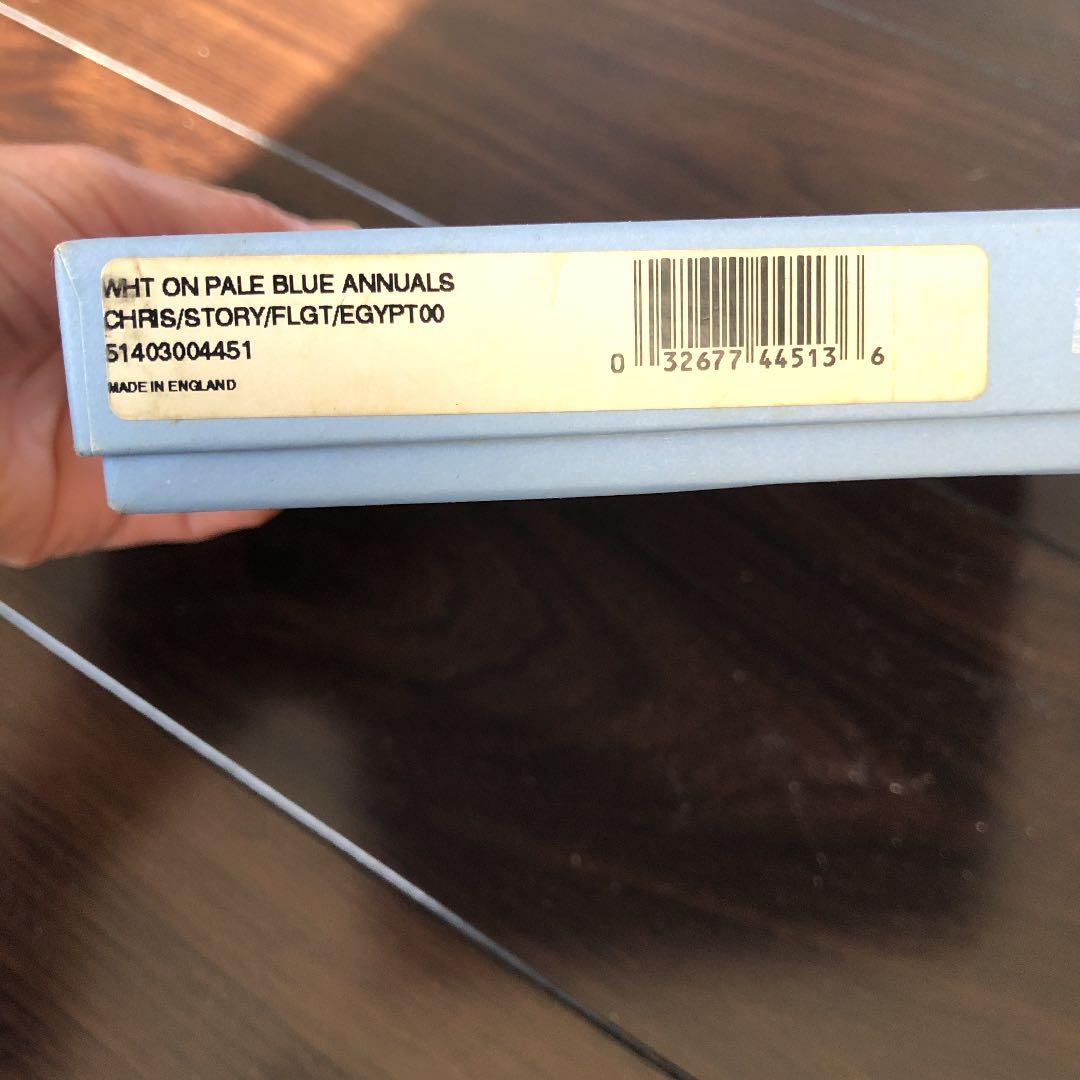 WHT ON PALE BLUE ANNUALS
CHRIS/STORY/FLGT/EGYPT00
51403004451
MADE IN ENGLAND
0 32677 44513 6